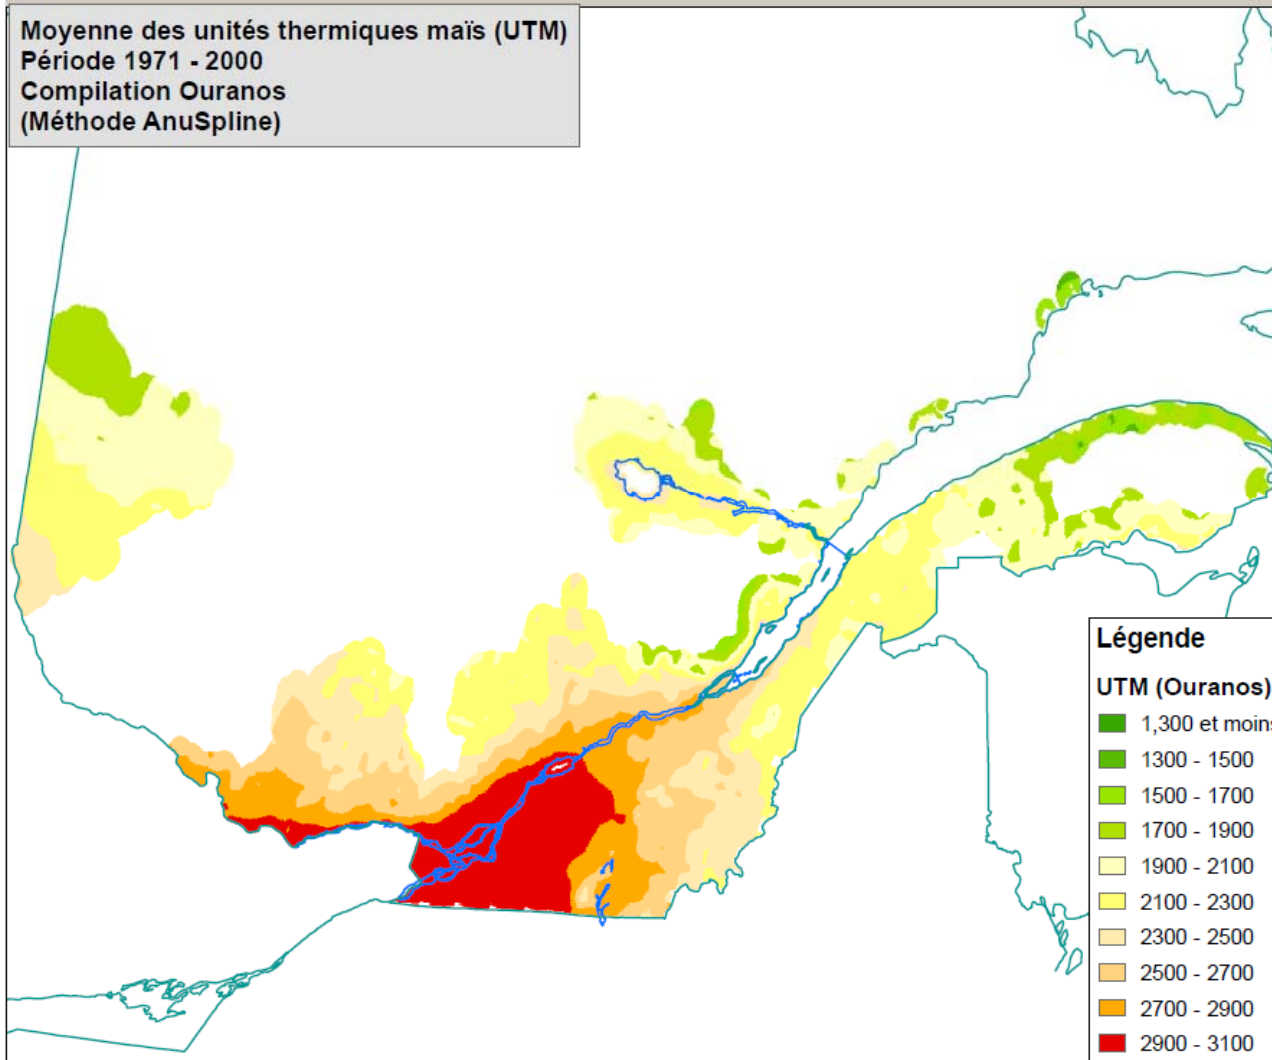 Moyenne des unités thermiques maïs (UTM)
Période 1971 - 2000
Compilation Ouranos
(Méthode AnuSpline)
Légende
UTM (Ouranos)
1,300 et moins
1300 - 1500
1500 - 1700
1700 - 1900
1900 - 2100
2100 - 2300
2300 - 2500
2500 - 2700
2700 - 2900
2900 - 3100